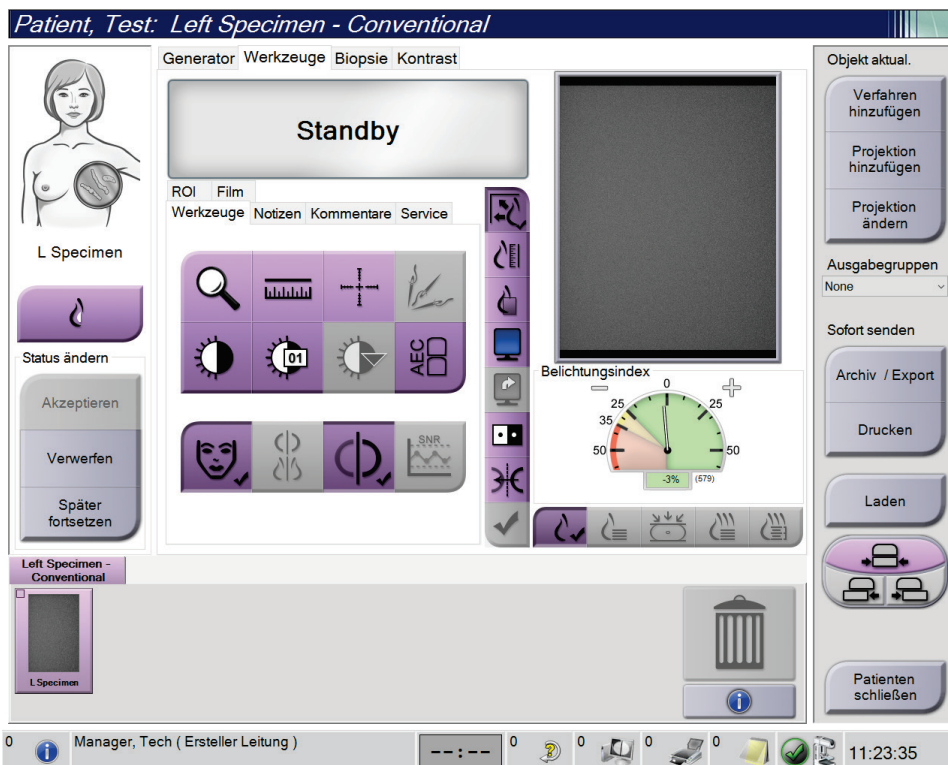 Patient, Test: Left Specimen - Conventional
Generator Werkzeuge Biopsie Kontrast
Standby
ROI Film
Werkzeuge Notizen Kommentare Service
L Specimen
01
AEC
SNR
Status ändern
Akzeptieren
Verwerfen
Später
fortsetzen
Belichtungsindex
0
25 25
35
50 50
-3% (579)
Objekt aktual.
Verfahren
hinzufügen
Projektion
hinzufügen
Projektion
ändern
Ausgabegruppen
None
Sofort senden
Archiv / Export
Drucken
Laden
Patienten
schließen
Left Specimen -
Conventional
L Specimen
0 Manager, Tech ( Ersteller Leitung ) --:-- 0 0 0 0 11:23:35